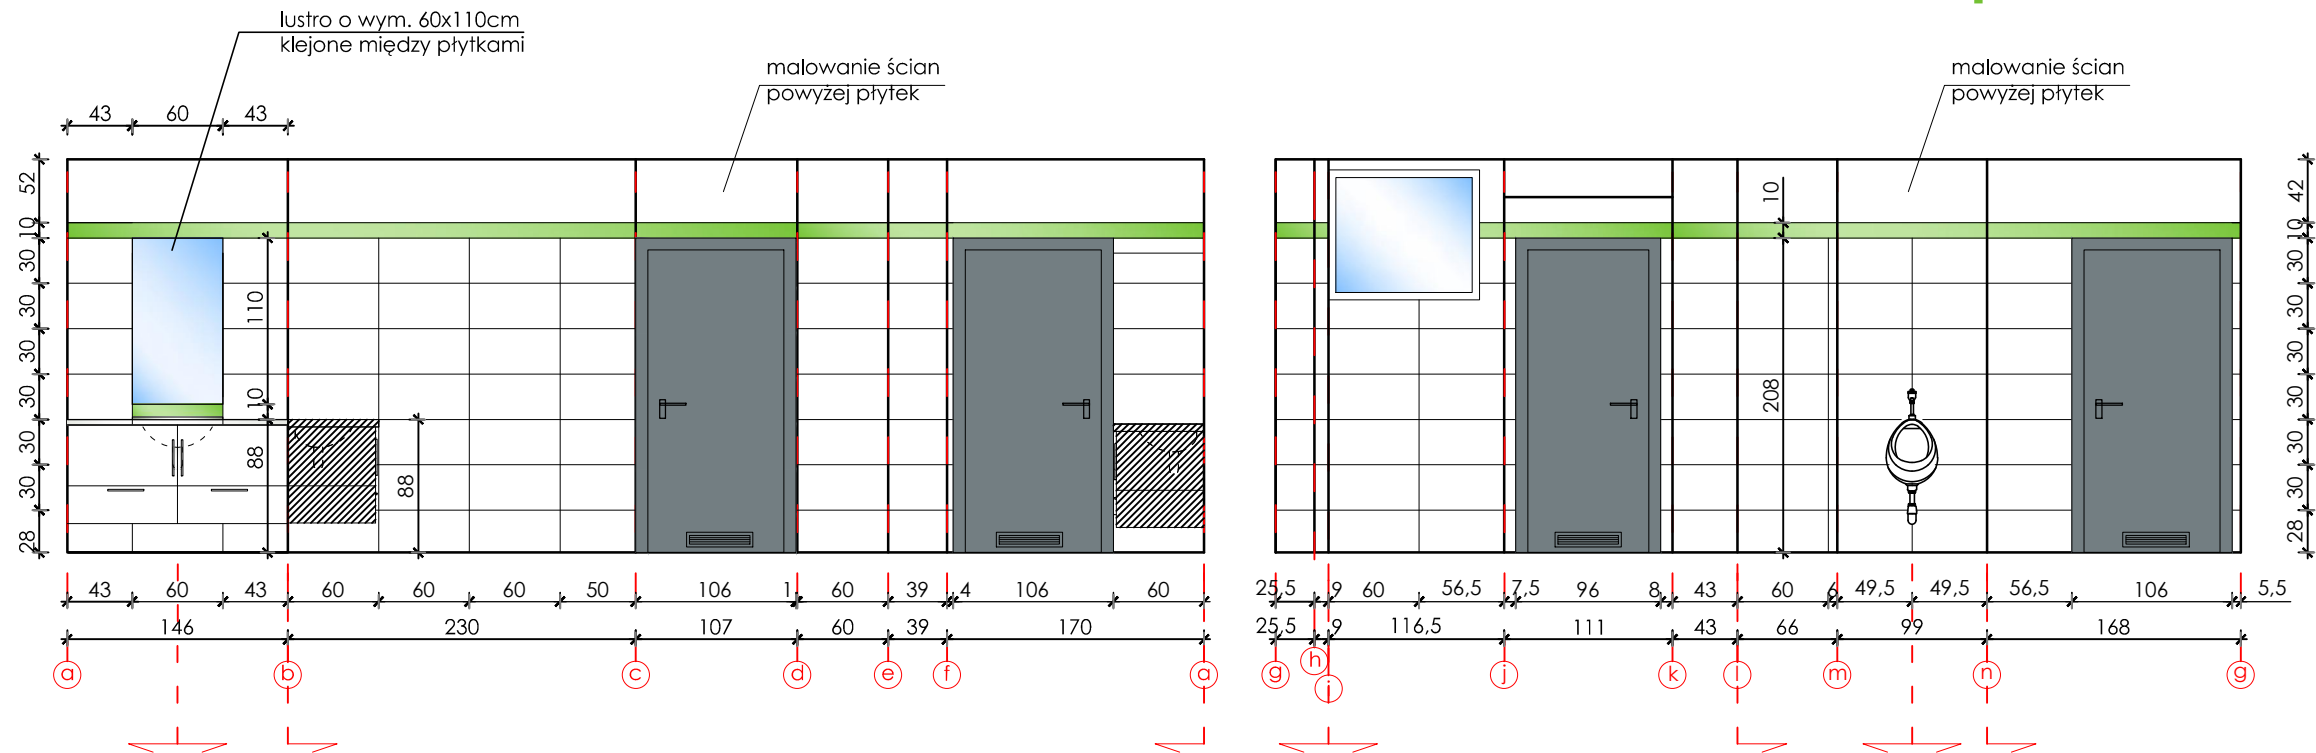 lustro o wym. 60x110cm
klejone między płytkami
malowanie ścian
powyżej płytek
malowanie ścian
powyżej płytek
43 60 43
52
10
30
30
30
30
30
30
28
110
10
88
88
10
208
42
10
30
30
30
30
30
30
28
43 60 43 60 60 60 50 106 1 60 39 4 106 60
146 230 107 60 39 170
a b c d e f a
25,5 9 60 56,5 7,5 96 8 43 60 6 49,5 49,5 56,5 106 5,5
25,5 9 116,5 111 43 66 99 168
g h i j k l m n g